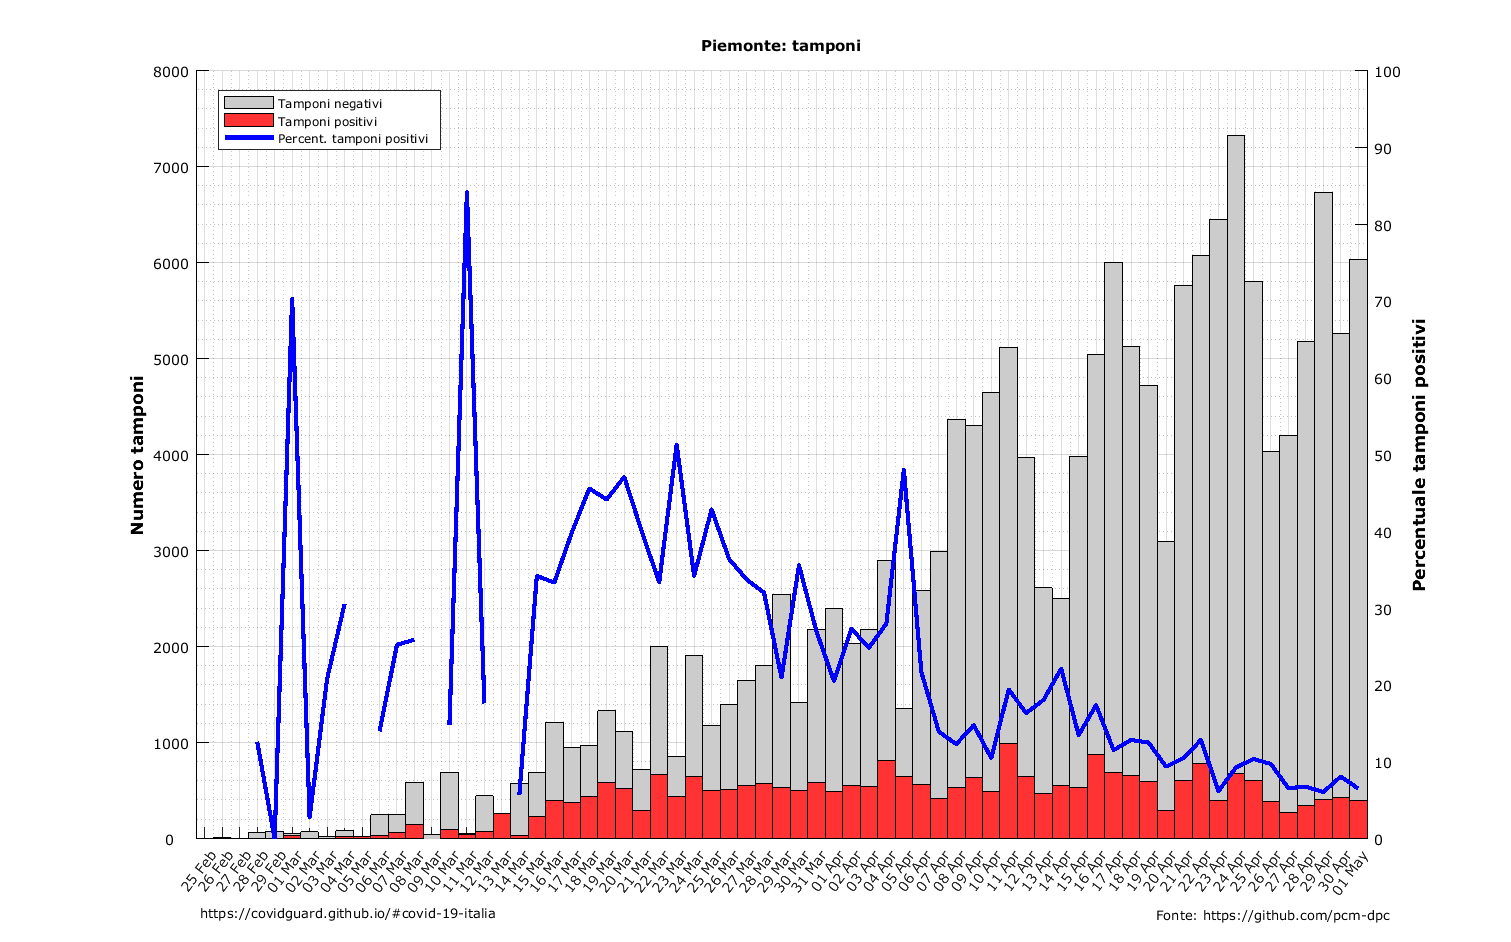 Piemonte: tamponi
Tamponi negativi
Tamponi positivi
Percent. tamponi positivi
Numero tamponi
8000
7000
6000
5000
4000
3000
2000
1000
0
Percentuale tamponi positivi
100
90
80
70
60
50
40
30
20
10
0
25 Feb
26 Feb
27 Feb
28 Feb
29 Feb
01 Mar
02 Mar
03 Mar
04 Mar
05 Mar
06 Mar
07 Mar
08 Mar
09 Mar
10 Mar
11 Mar
12 Mar
13 Mar
14 Mar
15 Mar
16 Mar
17 Mar
18 Mar
19 Mar
20 Mar
21 Mar
22 Mar
23 Mar
24 Mar
25 Mar
26 Mar
27 Mar
28 Mar
29 Mar
30 Mar
31 Mar
01 Apr
02 Apr
03 Apr
04 Apr
05 Apr
06 Apr
07 Apr
08 Apr
09 Apr
10 Apr
11 Apr
12 Apr
13 Apr
14 Apr
15 Apr
16 Apr
17 Apr
18 Apr
19 Apr
20 Apr
21 Apr
22 Apr
23 Apr
24 Apr
25 Apr
26 Apr
27 Apr
28 Apr
29 Apr
30 Apr
01 May
https://covidguard.github.io/#covid-19-italia
Fonte: https://github.com/pcm-dpc